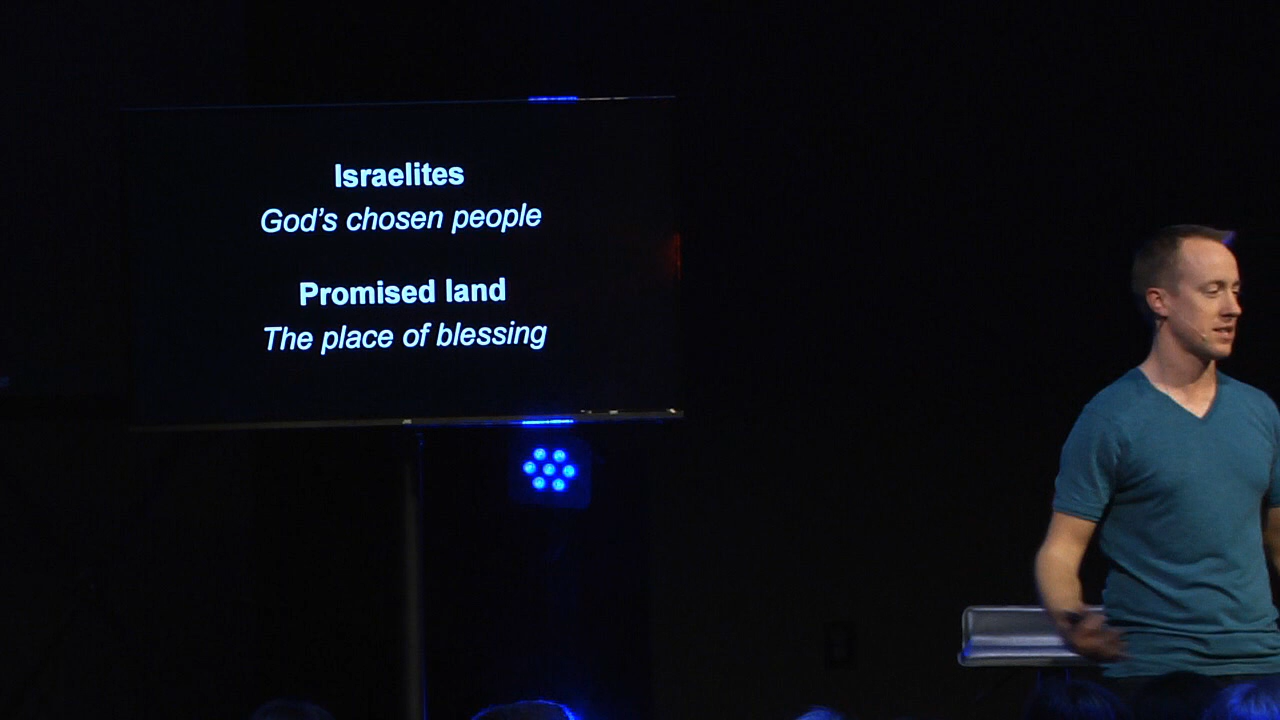 Israelites
God's chosen people
Promised land
The place of blessing